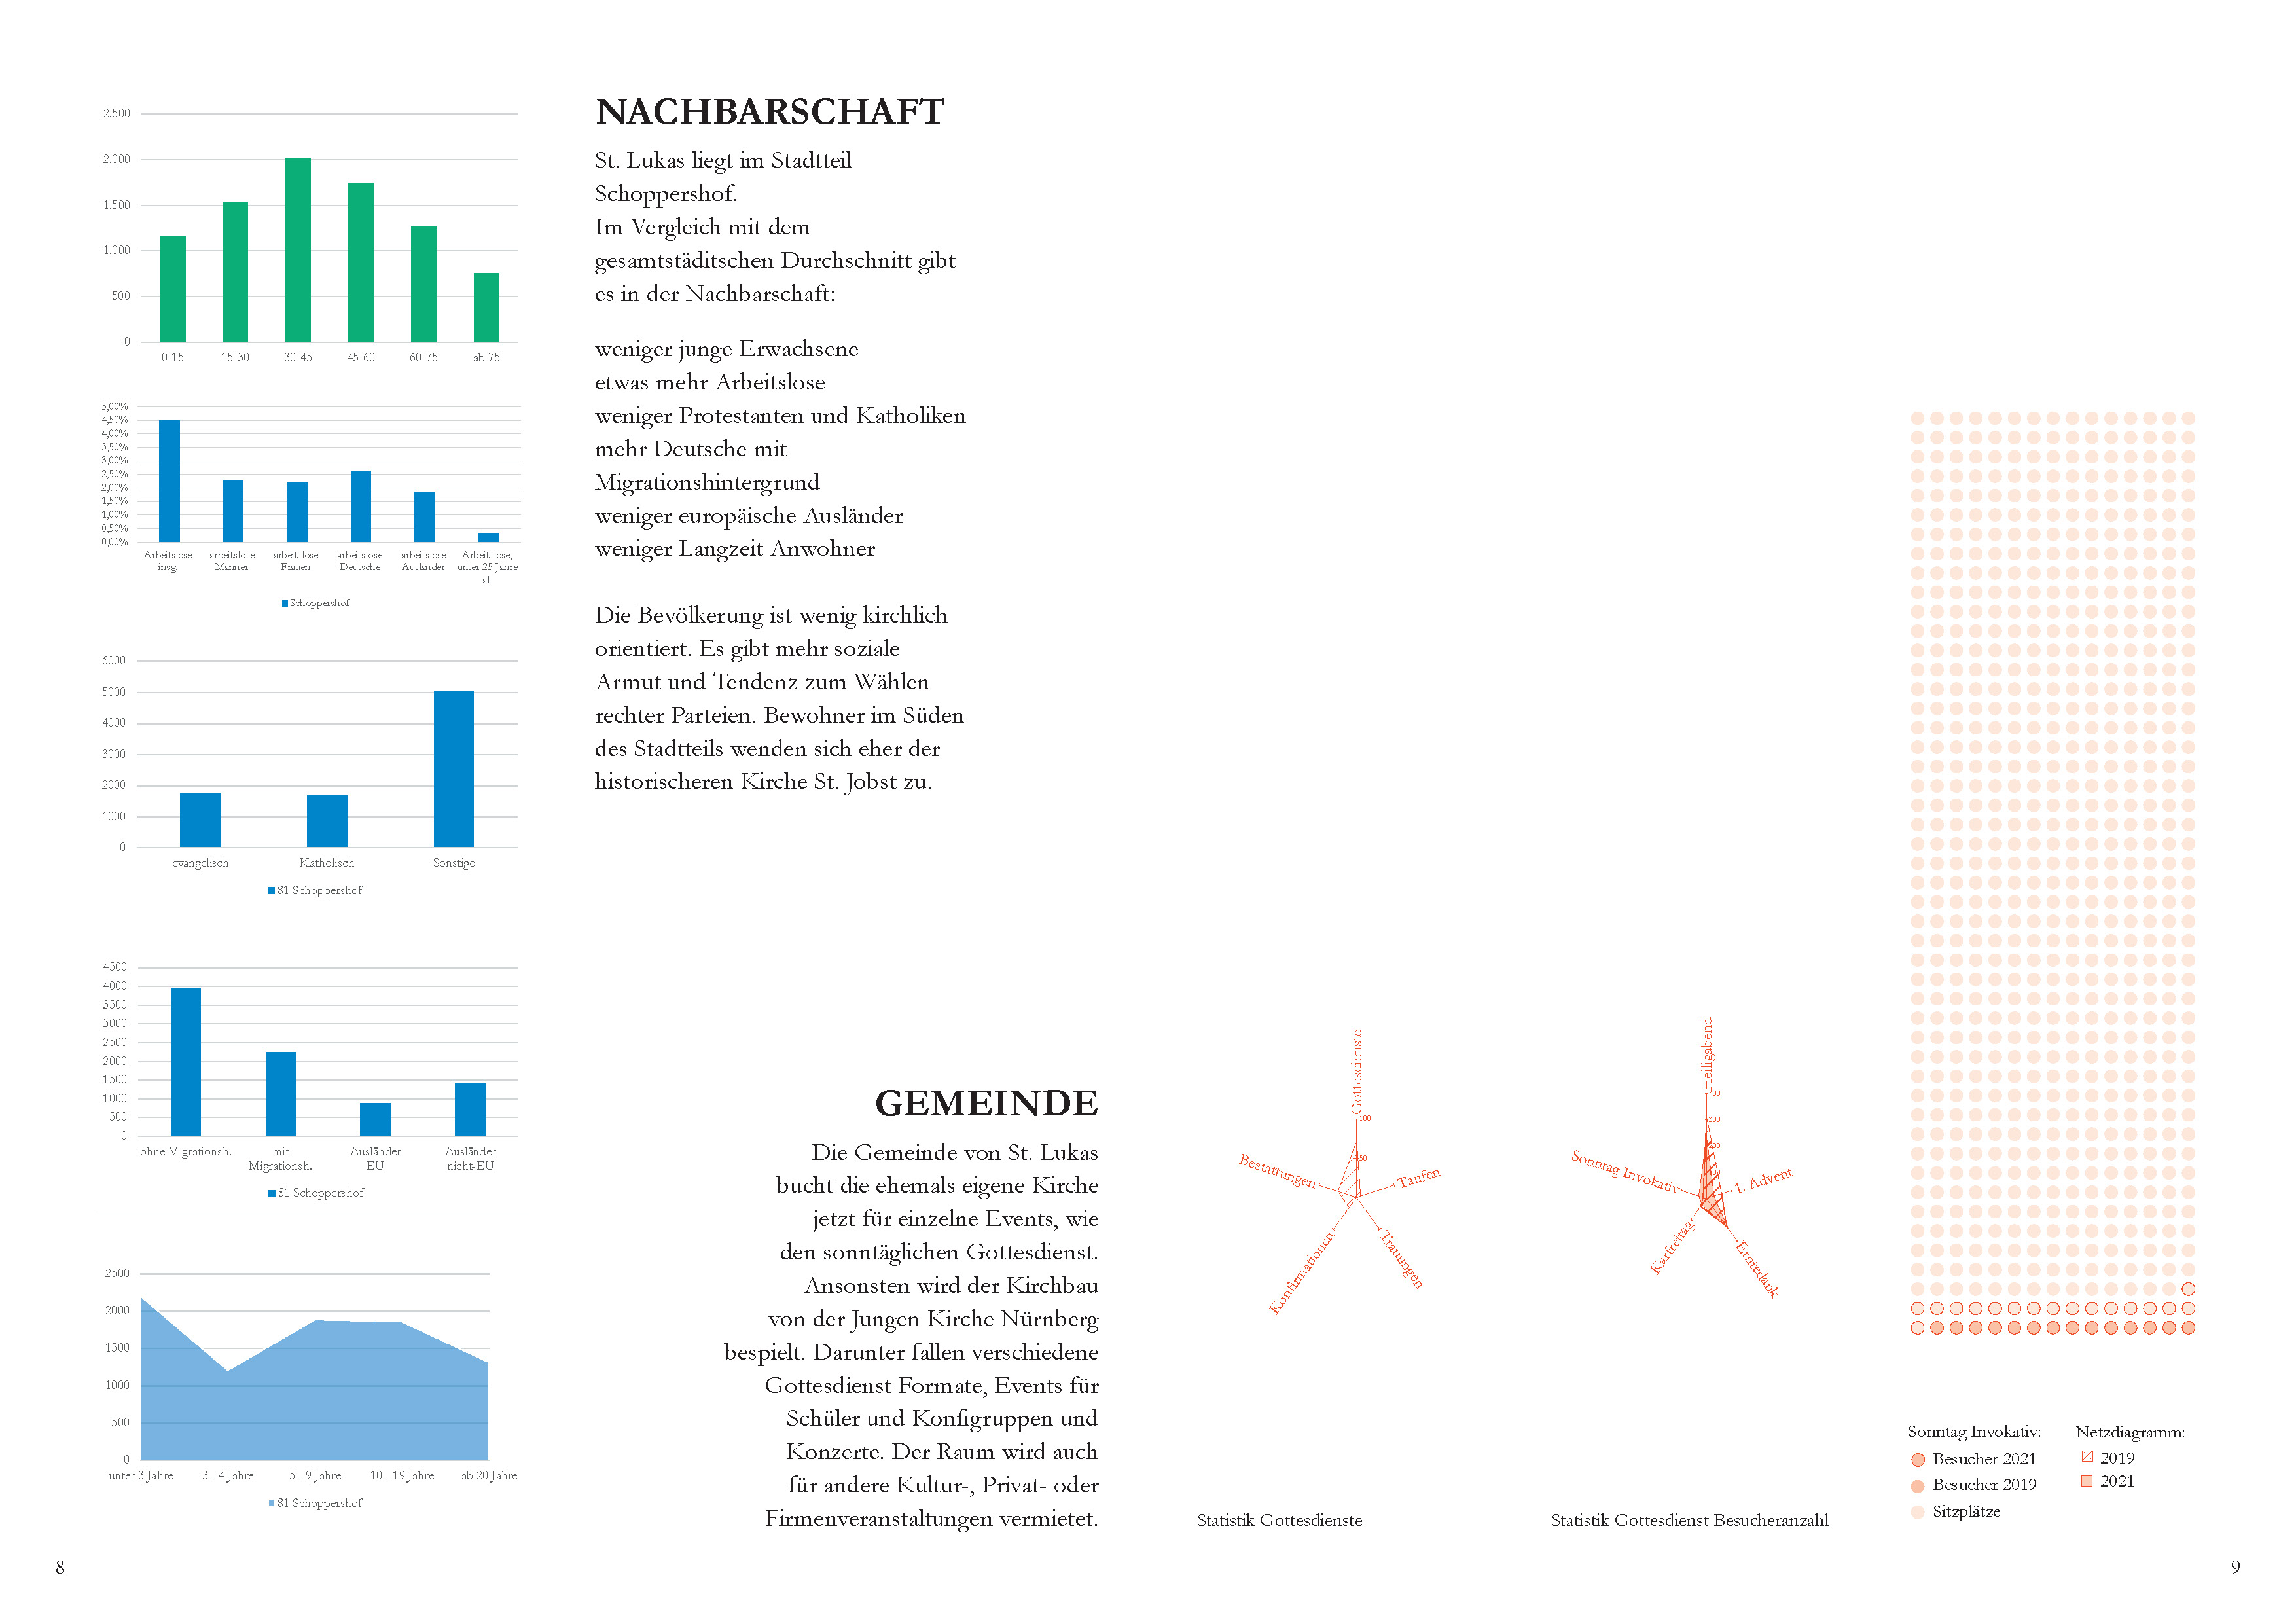 2.500
2.000
1.500
1.000
500
0
0-15 15-30 30-45 45-60 60-75 ab 75
5,00%
4,50%
4,00%
3,50%
3,00%
2,50%
2,00%
1,50%
1,00%
0,50%
0,00%
Arbeitslose insg. arbeitslose Männer arbeitslose Frauen arbeitslose Deutsche arbeitslose Ausländer Arbeitslose, unter 25 Jahre alt
Schoppershof
6000
5000
4000
3000
2000
1000
0
evangelisch Katholisch Sonstige
81 Schoppershof
4500
4000
3500
3000
2500
2000
1500
1000
500
0
ohne Migrationsh. mit Migrationsh. Ausländer EU Ausländer nicht-EU
81 Schoppershof
2500
2000
1500
1000
500
0
unter 3 Jahre 3 - 4 Jahre 5 - 9 Jahre 10 - 19 Jahre ab 20 Jahre
81 Schoppershof
8
NACHBARSCHAFT
St. Lukas liegt im Stadtteil
Schoppershof.
Im Vergleich mit dem
gesamtstäditschen Durchschnitt gibt
es in der Nachbarschaft:
weniger junge Erwachsene
etwas mehr Arbeitslose
weniger Protestanten und Katholiken
mehr Deutsche mit
Migrationshintergrund
weniger europäische Ausländer
weniger Langzeit Anwohner
Die Bevölkerung ist wenig kirchlich
orientiert. Es gibt mehr soziale
Armut und Tendenz zum Wählen
rechter Parteien. Bewohner im Süden
des Stadtteils wenden sich eher der
historischeren Kirche St. Jobst zu.
GEMEINDE
Die Gemeinde von St. Lukas
bucht die ehemals eigene Kirche
jetzt für einzelne Events, wie
den sonntäglichen Gottesdienst.
Ansonsten wird der Kirchbau
von der Jungen Kirche Nürnberg
bespielt. Darunter fallen verschiedene
Gottesdienst Formate, Events für
Schüler und Konfigruppen und
Konzerte. Der Raum wird auch
für andere Kultur-, Privat- oder
Firmenveranstaltungen vermietet.
Gottesdienste
100
50
Bestattungen
Taufen
Konfirmationen
Trauungen
Statistik Gottesdienste
Heiligabend
400
300
200
100
Sonntag Invokativ
1. Advent
Karfreitag
Erntedank
Statistik Gottesdienst Besucheranzahl
Sonntag Invokativ:
Besucher 2021
Besucher 2019
Sitzplätze
Netzdiagramm:
2019
2021
9